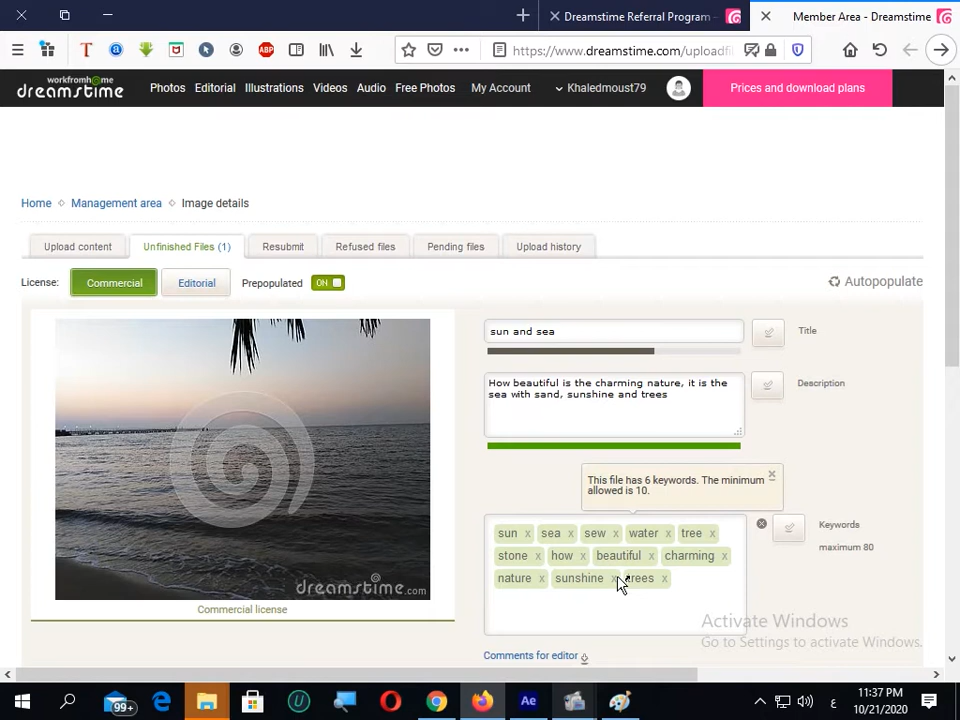 Dreamstime Referral Program -
Member Area - Dreamstime
T
a
ABP
https://www.dreamstime.com/uploadfi
workfromh@me
dreamstime
Photos
Editorial
Illustrations
Videos
Audio
Free Photos
My Account
Khaledmoust79
Prices and download plans
Home
Management area
Image details
Upload content
Unfinished Files (1)
Resubmit
Refused files
Pending files
Upload history
License:
Commercial
Editorial
Prepopulated
ON
Autopopulate
sun and sea
Title
How beautiful is the charming nature, it is the
sea with sand, sunshine and trees
Description
This file has 6 keywords. The minimum
allowed is 10.
sun x sea x sew x water x tree x
stone x how x beautiful x charming x
nature x sunshine x trees x
Keywords
maximum 80
dreamstime.com
Commercial license
Comments for editor
Activate Windows
Go to Settings to activate Windows.
99+
Ae
ع
11:37 PM
10/21/2020